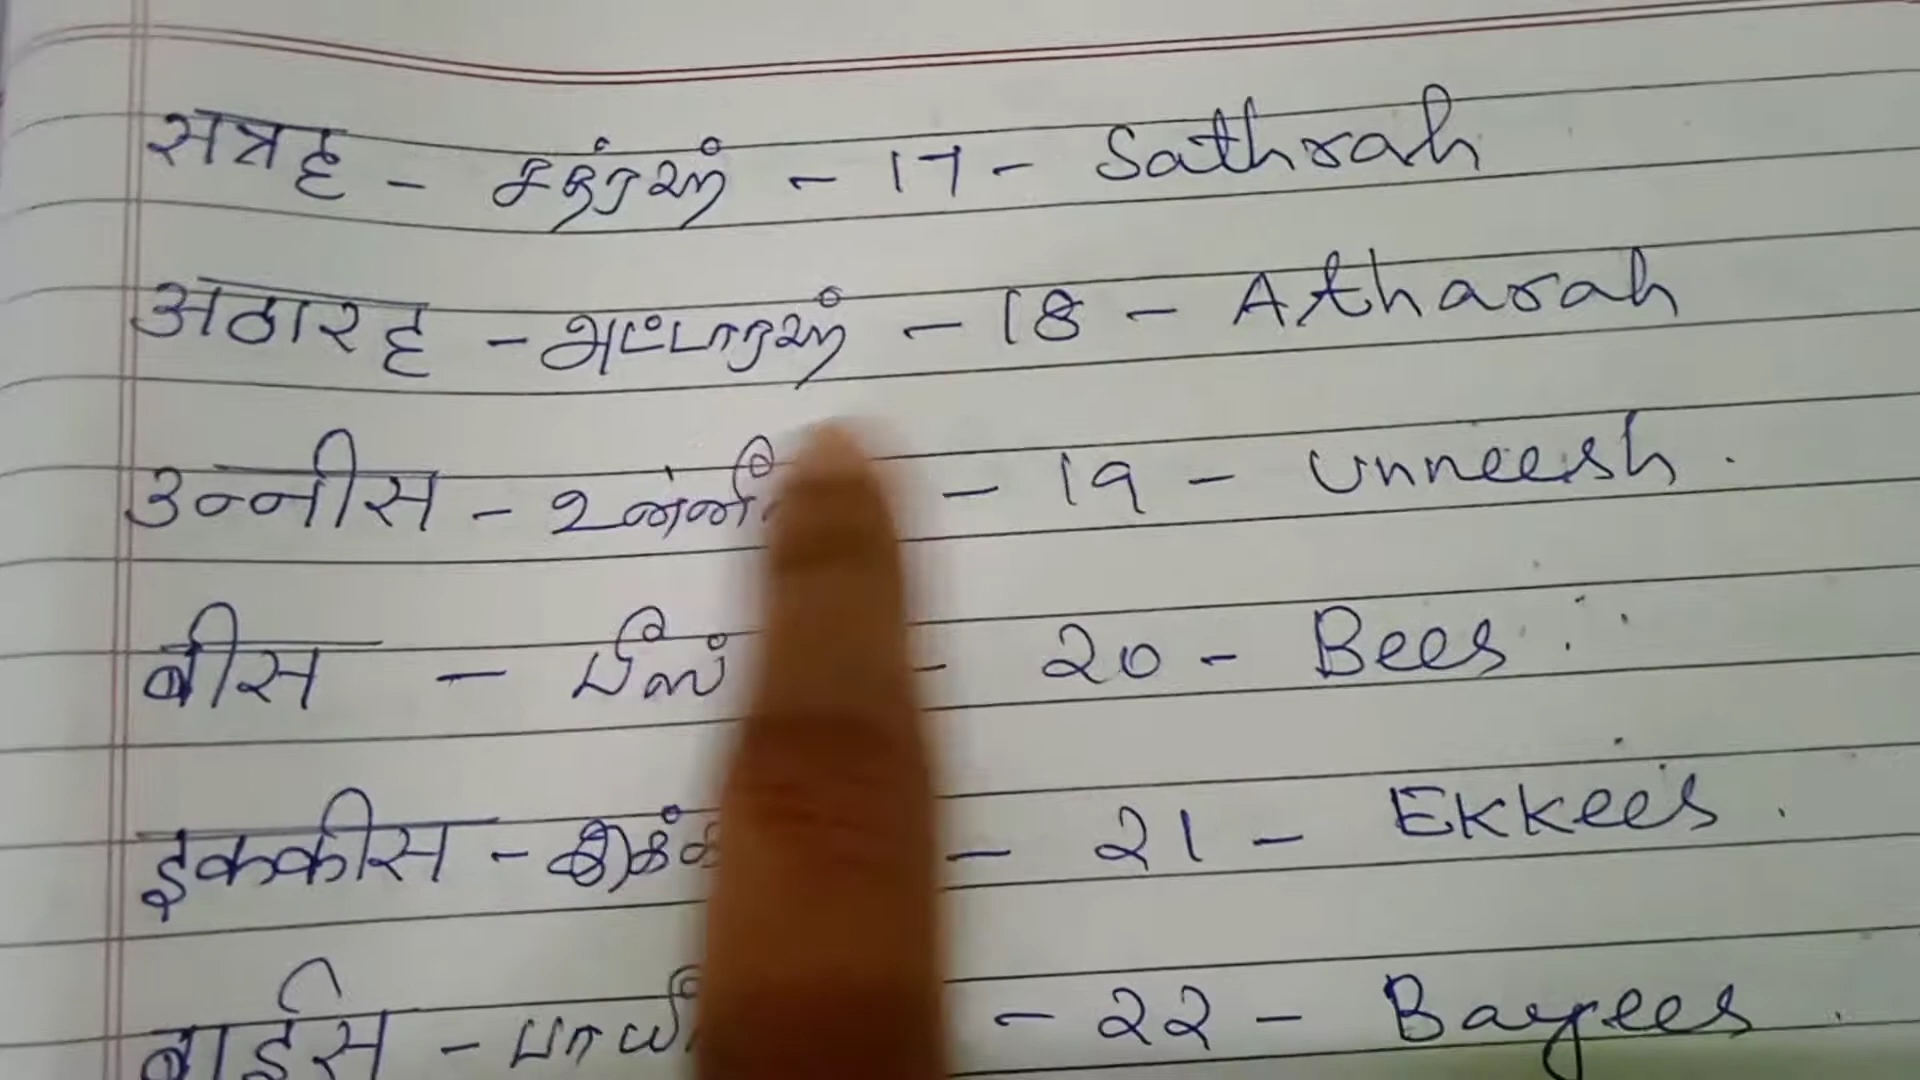 सत्रह - சத்ரஹ் - 17 - Sathrah
अठारह - அட்டாரஹ் - 18 - Atharah
उन्नीस - - 19 - Unneesh.
बीस - பீஸ் - 20 - Bees
इक्कीस - - 21 - Ekkees.
बाईस - - 22 - Bayees.